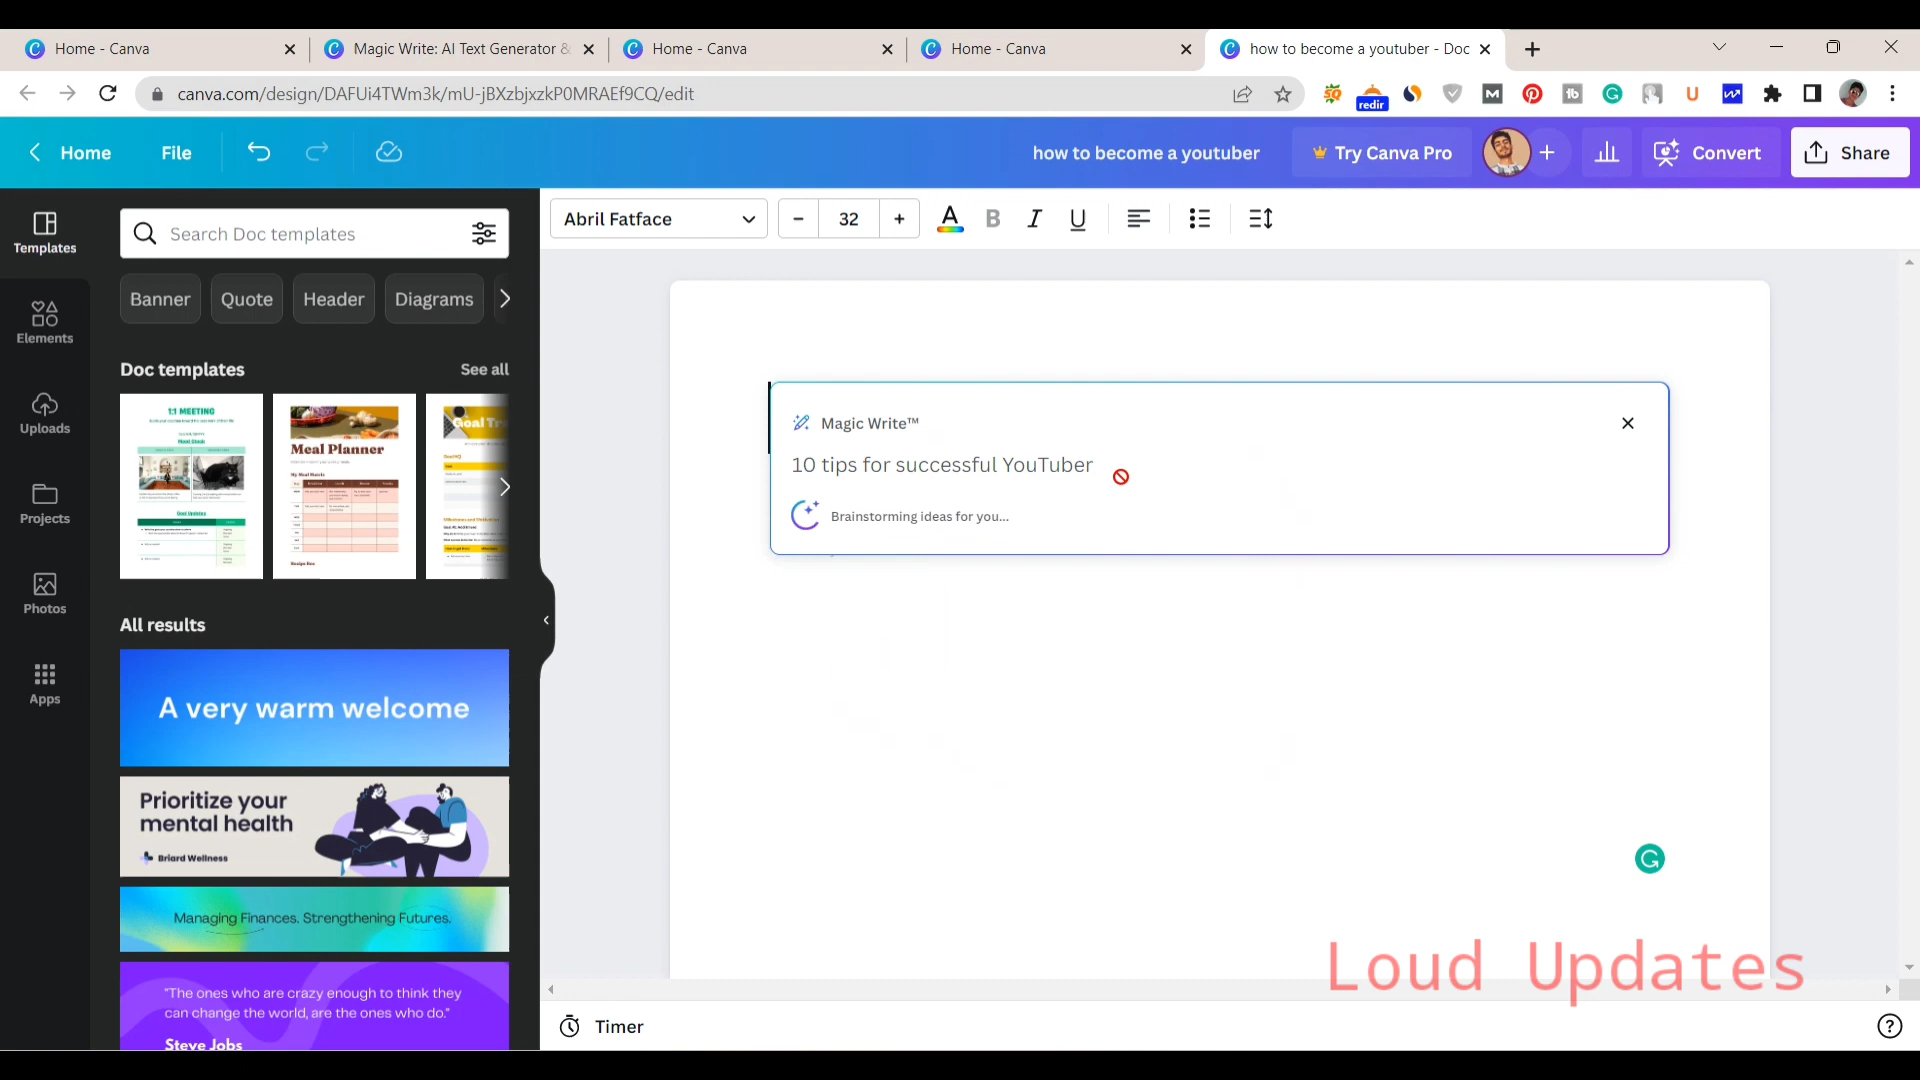 Home - Canva
Magic Write: AI Text Generator &
Home - Canva
Home - Canva
how to become a youtuber - Doc
canva.com/design/DAFUi4TWm3k/mU-jBXzbjxzkP0MRAEf9CQ/edit
redir
Home
File
how to become a youtuber
Try Canva Pro
Convert
Share
Templates
Elements
Uploads
Projects
Photos
Apps
Search Doc templates
Banner
Quote
Header
Diagrams
Doc templates
See all
1:1 MEETING
Meal Planner
Goal Tr
All results
A very warm welcome
Prioritize your
mental health
Briard Wellness
Managing Finances. Strengthening Futures.
"The ones who are crazy enough to think they
can change the world, are the ones who do."
Steve Jobs
Abril Fatface
- 32 +
A B I U
Magic Write™
10 tips for successful YouTuber
Brainstorming ideas for you...
Loud Updates
Timer